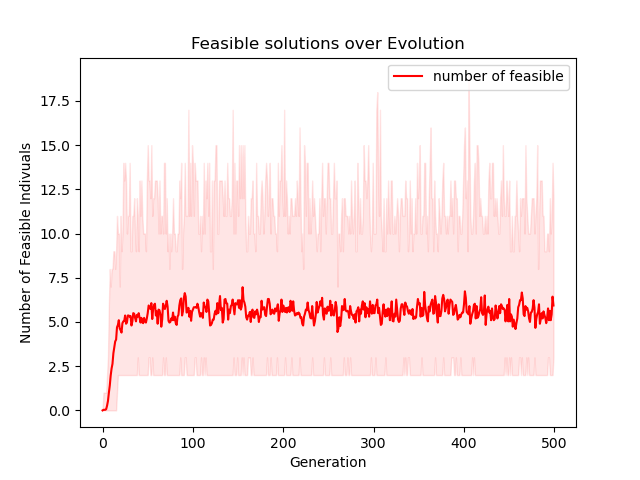 Feasible solutions over Evolution
number of feasible
Number of Feasible Indivuals
17.5
15.0
12.5
10.0
7.5
5.0
2.5
0.0
0 100 200 300 400 500
Generation